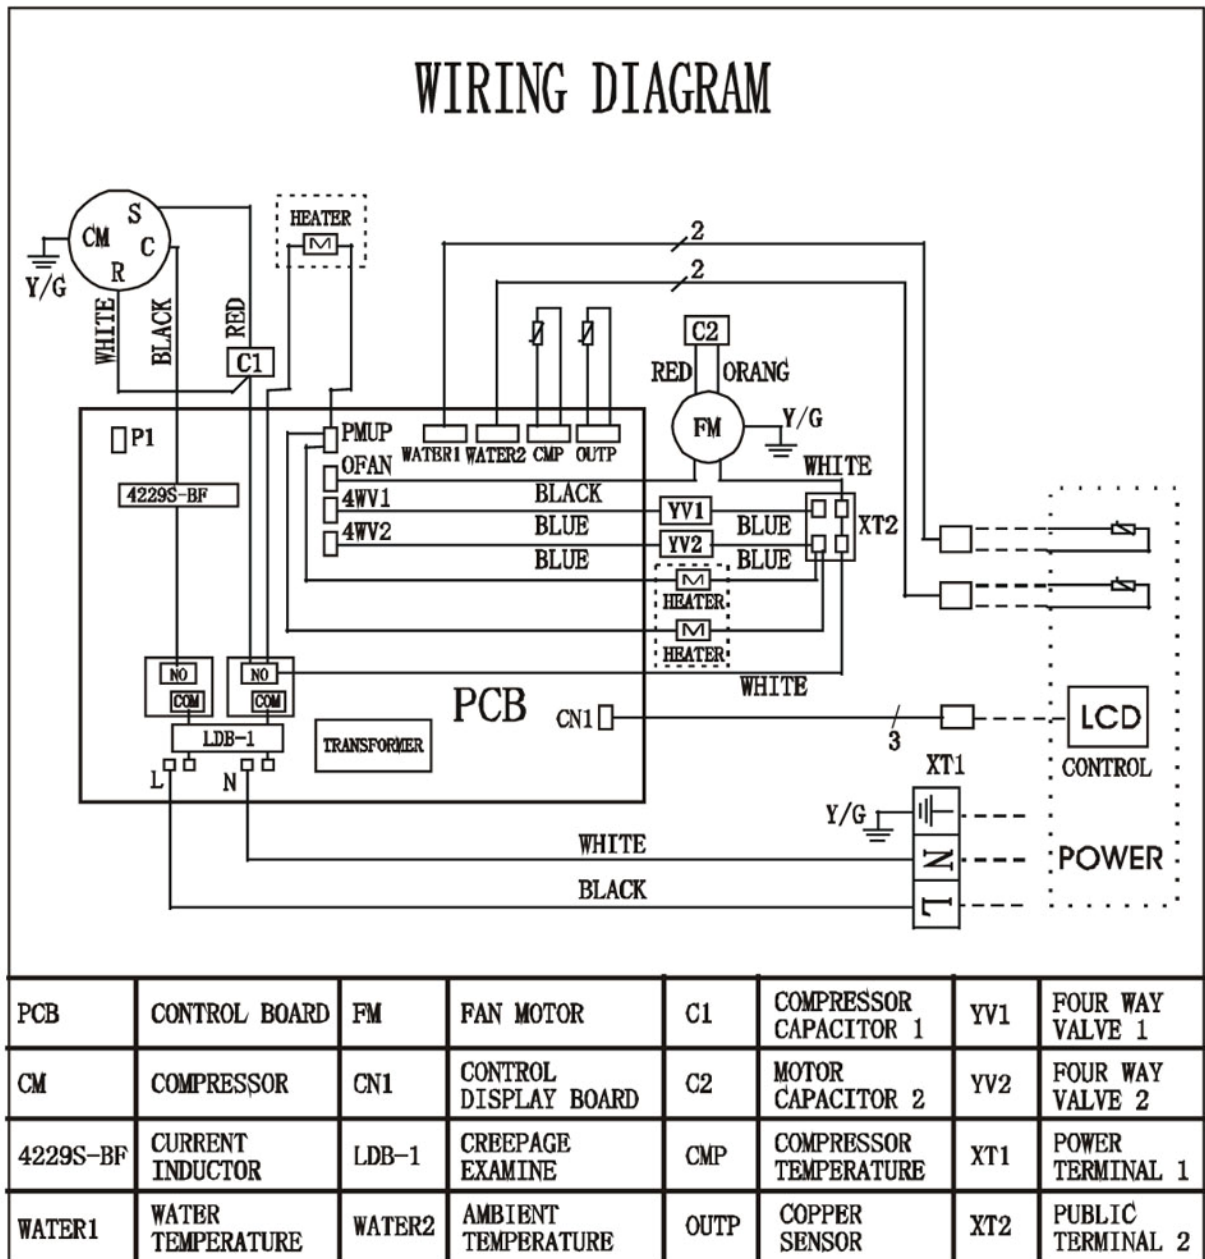 WIRING DIAGRAM
S
CM
C
R
Y/G
WHITE
BLACK
RED
C1
HEATER
M
2
2
C2
RED
ORANG
FM
Y/G
WHITE
P1
PMUP
WATER1
WATER2
CMP
OUTP
OFAN
BLACK
4229S-BF
4WV1
YV1
XT2
BLUE
BLUE
4WV2
YV2
BLUE
BLUE
M
HEATER
M
HEATER
NO
NO
COM
COM
WHITE
PCB
CN1
3
LCD
CONTROL
LDB-1
TRANSFORMER
L
N
XT1
Y/G
WHITE
N
POWER
BLACK
L
PCB
CONTROL BOARD
FM
FAN MOTOR
C1
COMPRESSOR
CAPACITOR 1
YV1
FOUR WAY
VALVE 1
CM
COMPRESSOR
CN1
CONTROL
DISPLAY BOARD
C2
MOTOR
CAPACITOR 2
YV2
FOUR WAY
VALVE 2
4229S-BF
CURRENT
INDUCTOR
LDB-1
CREEPAGE
EXAMINE
CMP
COMPRESSOR
TEMPERATURE
XT1
POWER
TERMINAL 1
WATER1
WATER
TEMPERATURE
WATER2
AMBIENT
TEMPERATURE
OUTP
COPPER
SENSOR
XT2
PUBLIC
TERMINAL 2